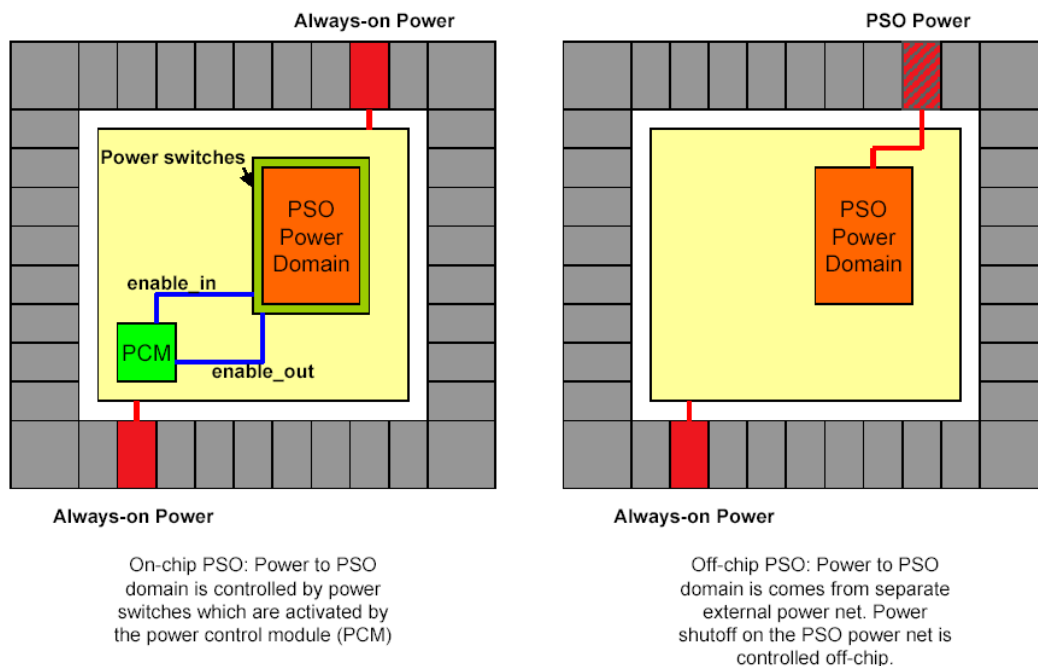 Always-on Power
Power switches
PSO
Power
Domain
enable_in
PCM
enable_out
Always-on Power
On-chip PSO: Power to PSO
domain is controlled by power
switches which are activated by
the power control module (PCM)
PSO Power
PSO
Power
Domain
Always-on Power
Off-chip PSO: Power to PSO
domain is comes from separate
external power net. Power
shutoff on the PSO power net is
controlled off-chip.